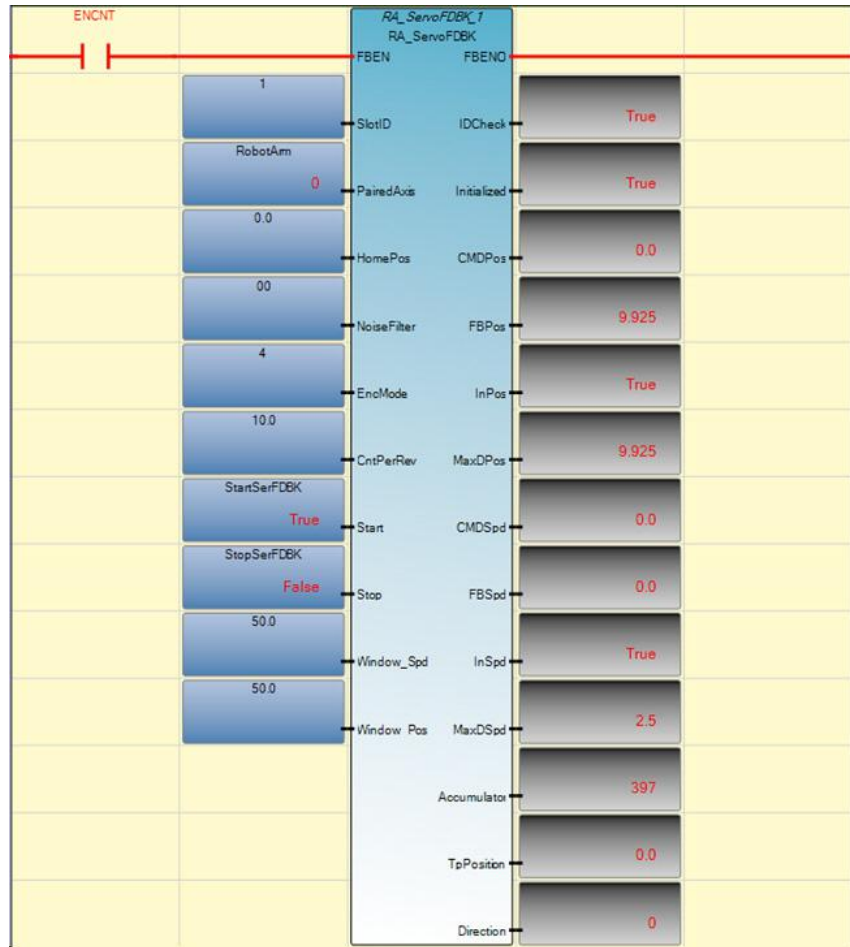 ENCNT
RA_ServoFDBK_1
RA_ServoFDBK
FBEN FBENO
1
SlotID IDCheck True
RobotArm
0 PairedAxis Initialized True
0.0
HomePos CMDPos 0.0
00
NoiseFilter FBPos 9.925
4
EncMode InPos True
10.0
CntPerRev MaxDPos 9.925
StartSerFDBK
True Start CMDSpd 0.0
StopSerFDBK
False Stop FBSpd 0.0
50.0
Window_Spd InSpd True
50.0
Window Pos MaxDSpd 2.5
Accumulator 397
TpPosition 0.0
Direction 0